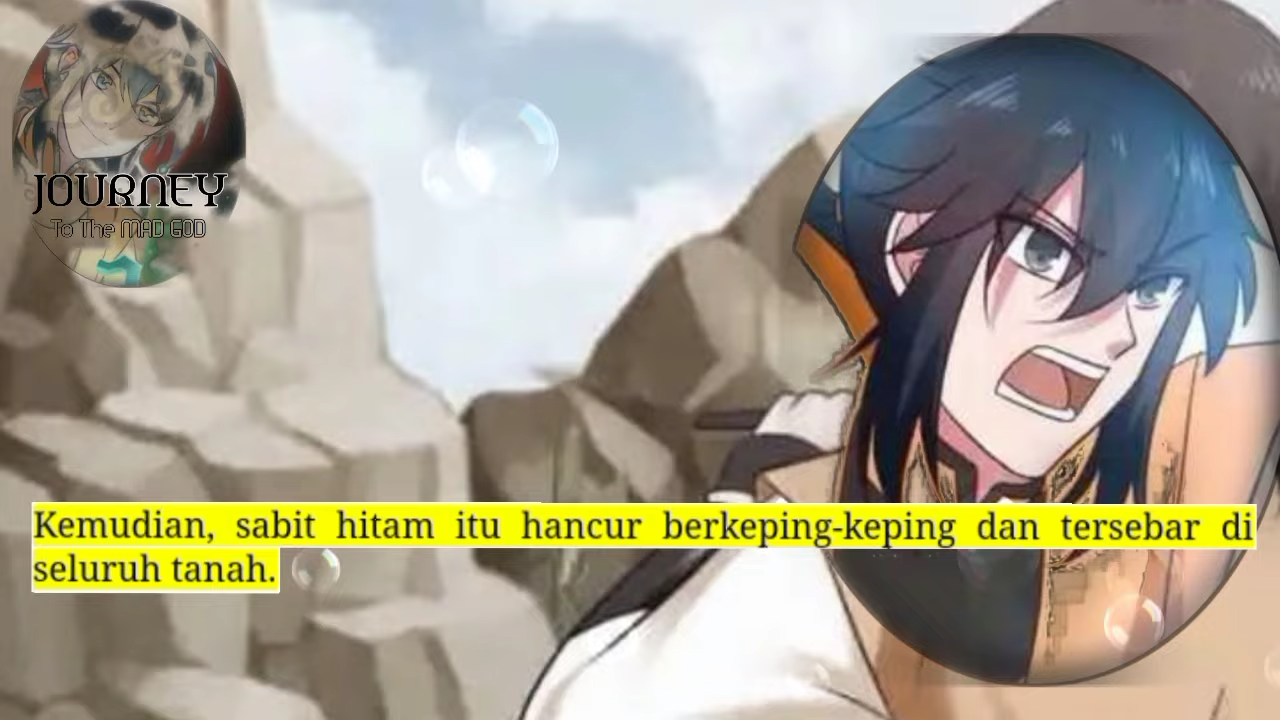 JOURNEY
To The MAD GOD
Kemudian, sabit hitam itu hancur berkeping-keping dan tersebar di
seluruh tanah.